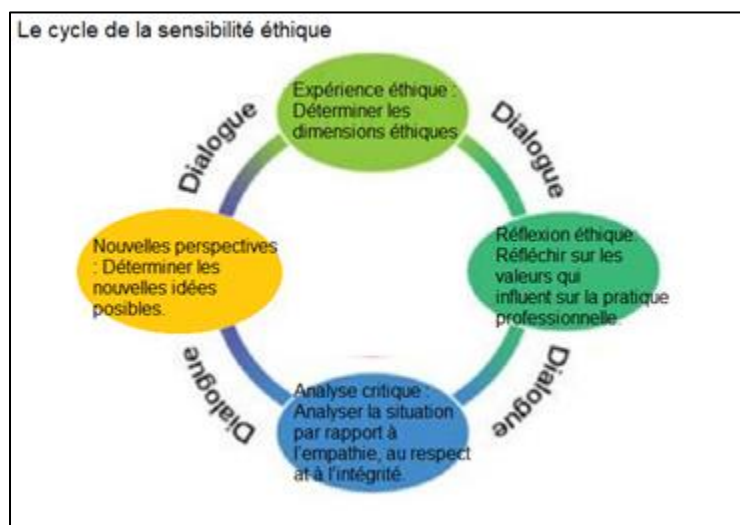 Le cycle de la sensibilité éthique
Dialogue
Dialogue
Expérience éthique :
Déterminer les
dimensions éthiques
Nouvelles perspectives
: Déterminer les
nouvelles idées
posibles.
Réflexion éthique:
Réfléchir sur les
valeurs qui
influent sur la pratique
professionnelle.
Dialogue
Dialogue
Analyse critique :
Analyser la situation
par rapport à
l'empathie, au respect
at à l'intégrité.